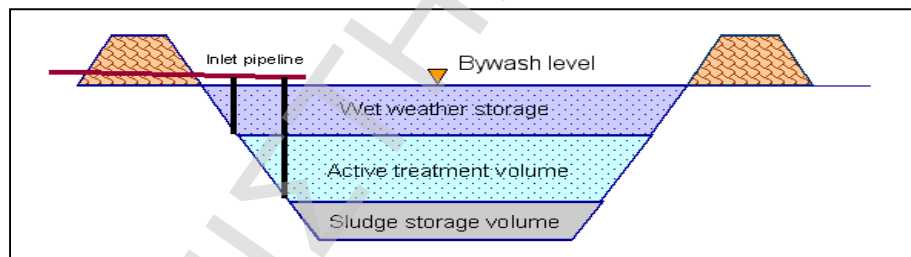 Inlet pipeline
Bywash level
Wet weather storage
Active treatment volume
Sludge storage volume